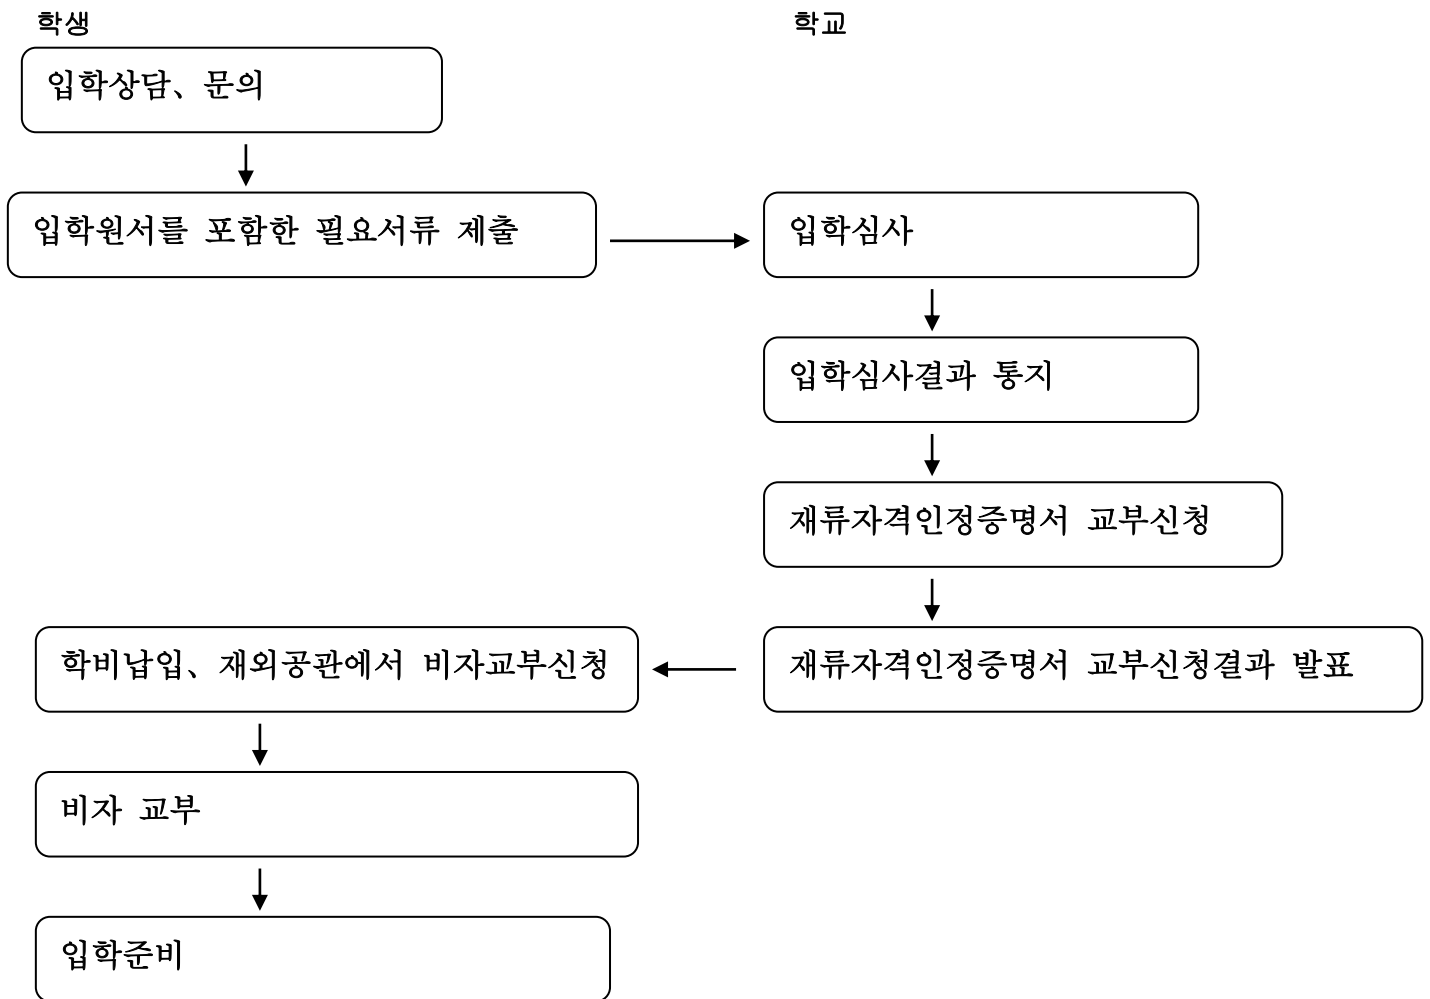 학생
학교
입학상담、문의
입학원서를 포함한 필요서류 제출
입학심사
입학심사결과 통지
재류자격인정증명서 교부신청
재류자격인정증명서 교부신청결과 발표
학비납입、재외공관에서 비자교부신청
비자 교부
입학준비